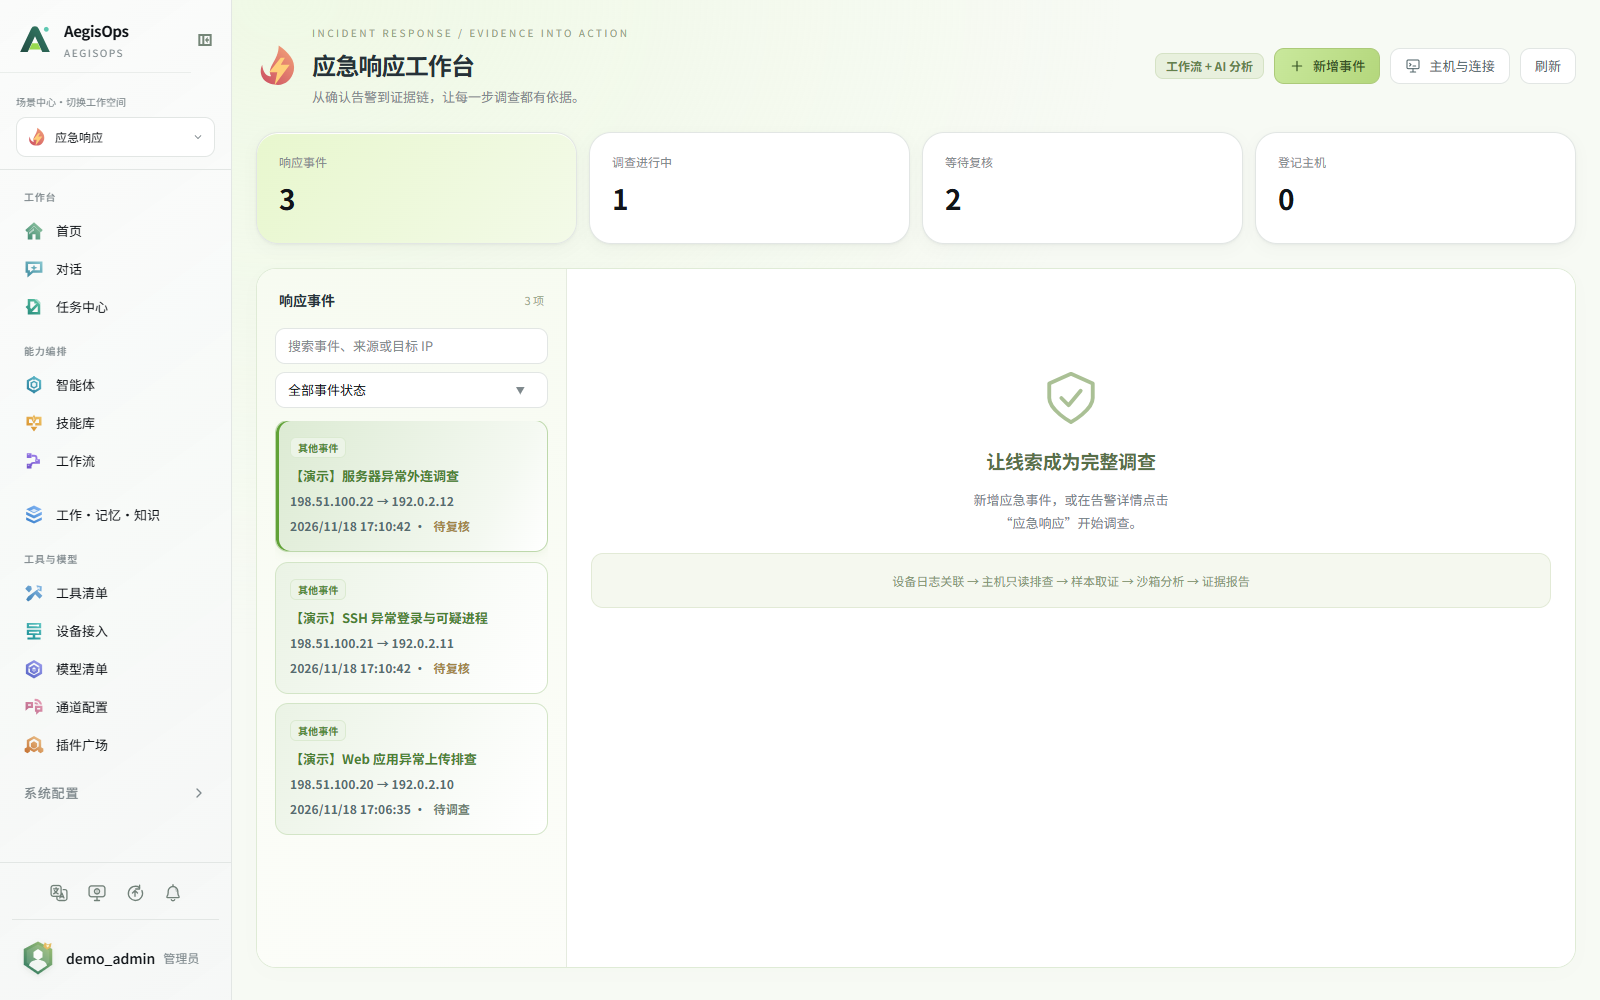 AegisOps
AEGISOPS
场景中心・切换工作空间
应急响应
工作台
首页
对话
任务中心
能力编排
智能体
技能库
工作流
工作・记忆・知识
工具与模型
工具清单
设备接入
模型清单
通道配置
插件广场
系统配置
demo_admin 管理员
INCIDENT RESPONSE / EVIDENCE INTO ACTION
应急响应工作台
从确认告警到证据链，让每一步调查都有依据。
工作流 + AI 分析
新增事件
主机与连接
刷新
响应事件
3
调查进行中
1
等待复核
2
登记主机
0
响应事件
3 项
搜索事件、来源或目标 IP
全部事件状态
其他事件
【演示】服务器异常外连调查
198.51.100.22 → 192.0.2.12
2026/11/18 17:10:42 • 待复核
其他事件
【演示】SSH 异常登录与可疑进程
198.51.100.21 → 192.0.2.11
2026/11/18 17:10:42 • 待复核
其他事件
【演示】Web 应用异常上传排查
198.51.100.20 → 192.0.2.10
2026/11/18 17:06:35 • 待调查
让线索成为完整调查
新增应急事件，或在告警详情点击
“应急响应”开始调查。
设备日志关联 → 主机只读排查 → 样本取证 → 沙箱分析 → 证据报告